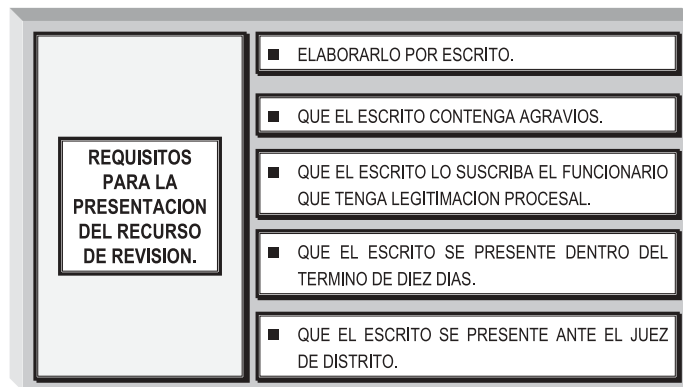 REQUISITOS
PARA LA
PRESENTACION
DEL RECURSO
DE REVISION.
■ ELABORARLO POR ESCRITO.
■ QUE EL ESCRITO CONTENGA AGRAVIOS.
■ QUE EL ESCRITO LO SUSCRIBA EL FUNCIONARIO
QUE TENGA LEGITIMACION PROCESAL.
■ QUE EL ESCRITO SE PRESENTE DENTRO DEL
TERMINO DE DIEZ DIAS.
■ QUE EL ESCRITO SE PRESENTE ANTE EL JUEZ
DE DISTRITO.